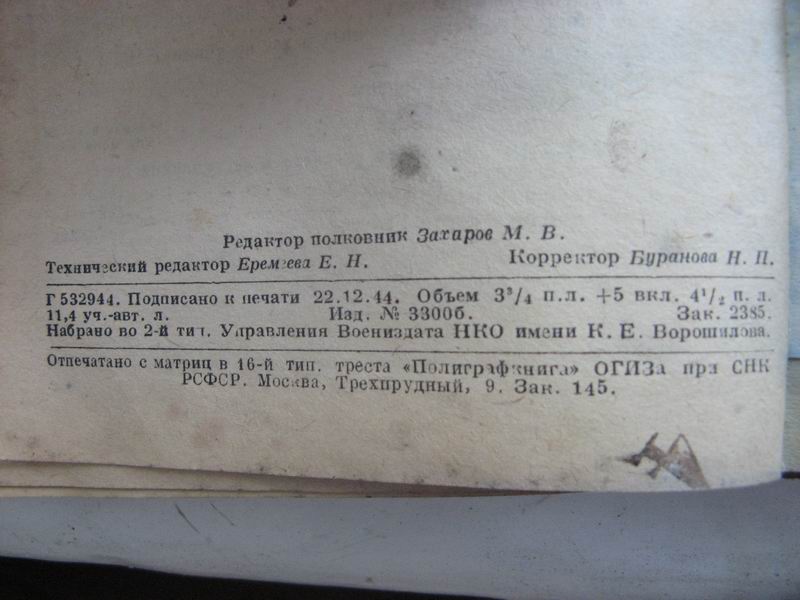 Редактор полковник Захаров М. В.
Технический редактор Еремеева Е. Н. Корректор Буранова Н. П.
Г 532944. Подписано к печати 22.12.44. Объем 3³/₄ п.л. +5 вкл. 4¹/₂ п. л.
11,4 уч.-авт. л. Изд. № 3300б. Зак. 2385.
Набрано во 2-й тип. Управления Воениздата НКО имени К. Е. Ворошилова.
Отпечатано с матриц в 16-й тип. треста «Полиграфкнига» ОГИЗа при СНК
РСФСР. Москва, Трехпрудный, 9. Зак. 145.